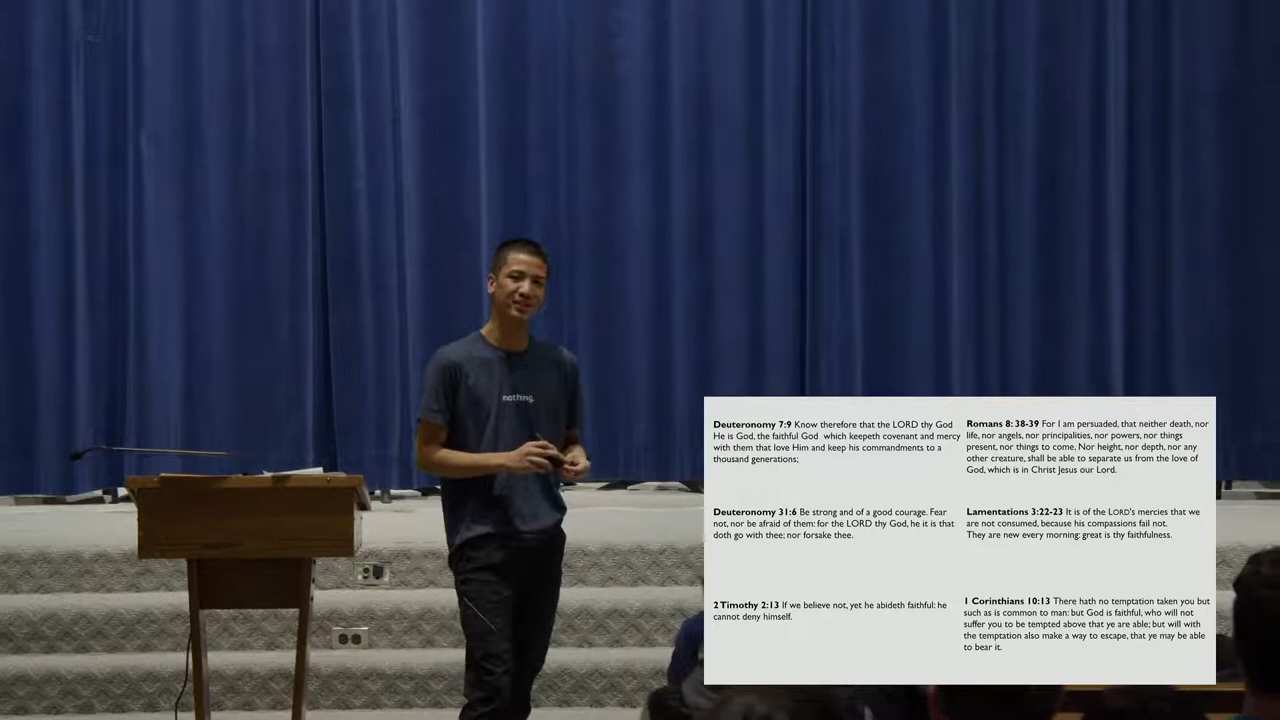 nothing.
Deuteronomy 7:9 Know therefore that the LORD thy God
He is God, the faithful God which keepeth covenant and mercy
with them that love Him and keep his commandments to a
thousand generations;
Deuteronomy 31:6 Be strong and of a good courage. Fear
not, nor be afraid of them: for the LORD thy God, he it is that
doth go with thee; nor forsake thee.
2 Timothy 2:13 If we believe not, yet he abideth faithful: he
cannot deny himself.
Romans 8: 38-39 For I am persuaded, that neither death, nor
life, nor angels, nor principalities, nor powers, nor things
present, nor things to come, Nor height, nor depth, nor any
other creature, shall be able to separate us from the love of
God, which is in Christ Jesus our Lord.
Lamentations 3:22-23 It is of the LORD's mercies that we
are not consumed, because his compassions fail not.
They are new every morning: great is thy faithfulness.
1 Corinthians 10:13 There hath no temptation taken you but
such as is common to man: but God is faithful, who will not
suffer you to be tempted above that ye are able; but will with
the temptation also make a way to escape, that ye may be able
to bear it.